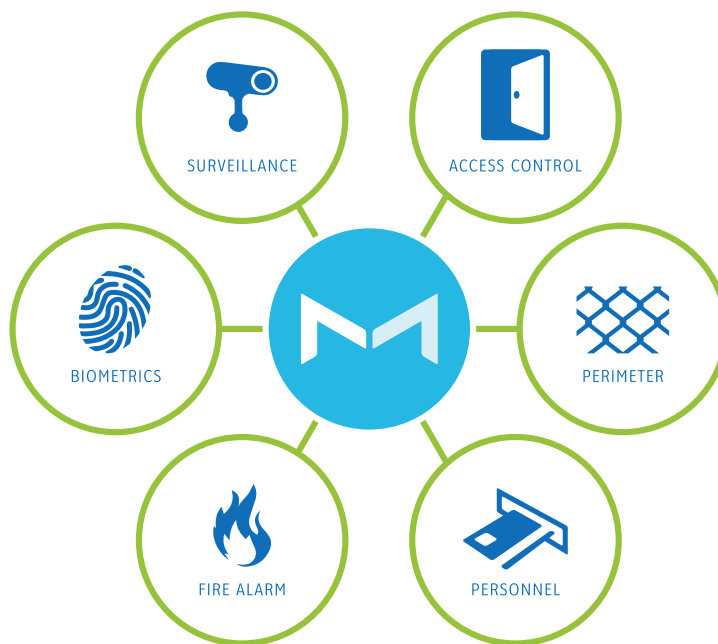 SURVEILLANCE
ACCESS CONTROL
BIOMETRICS
PERIMETER
FIRE ALARM
PERSONNEL